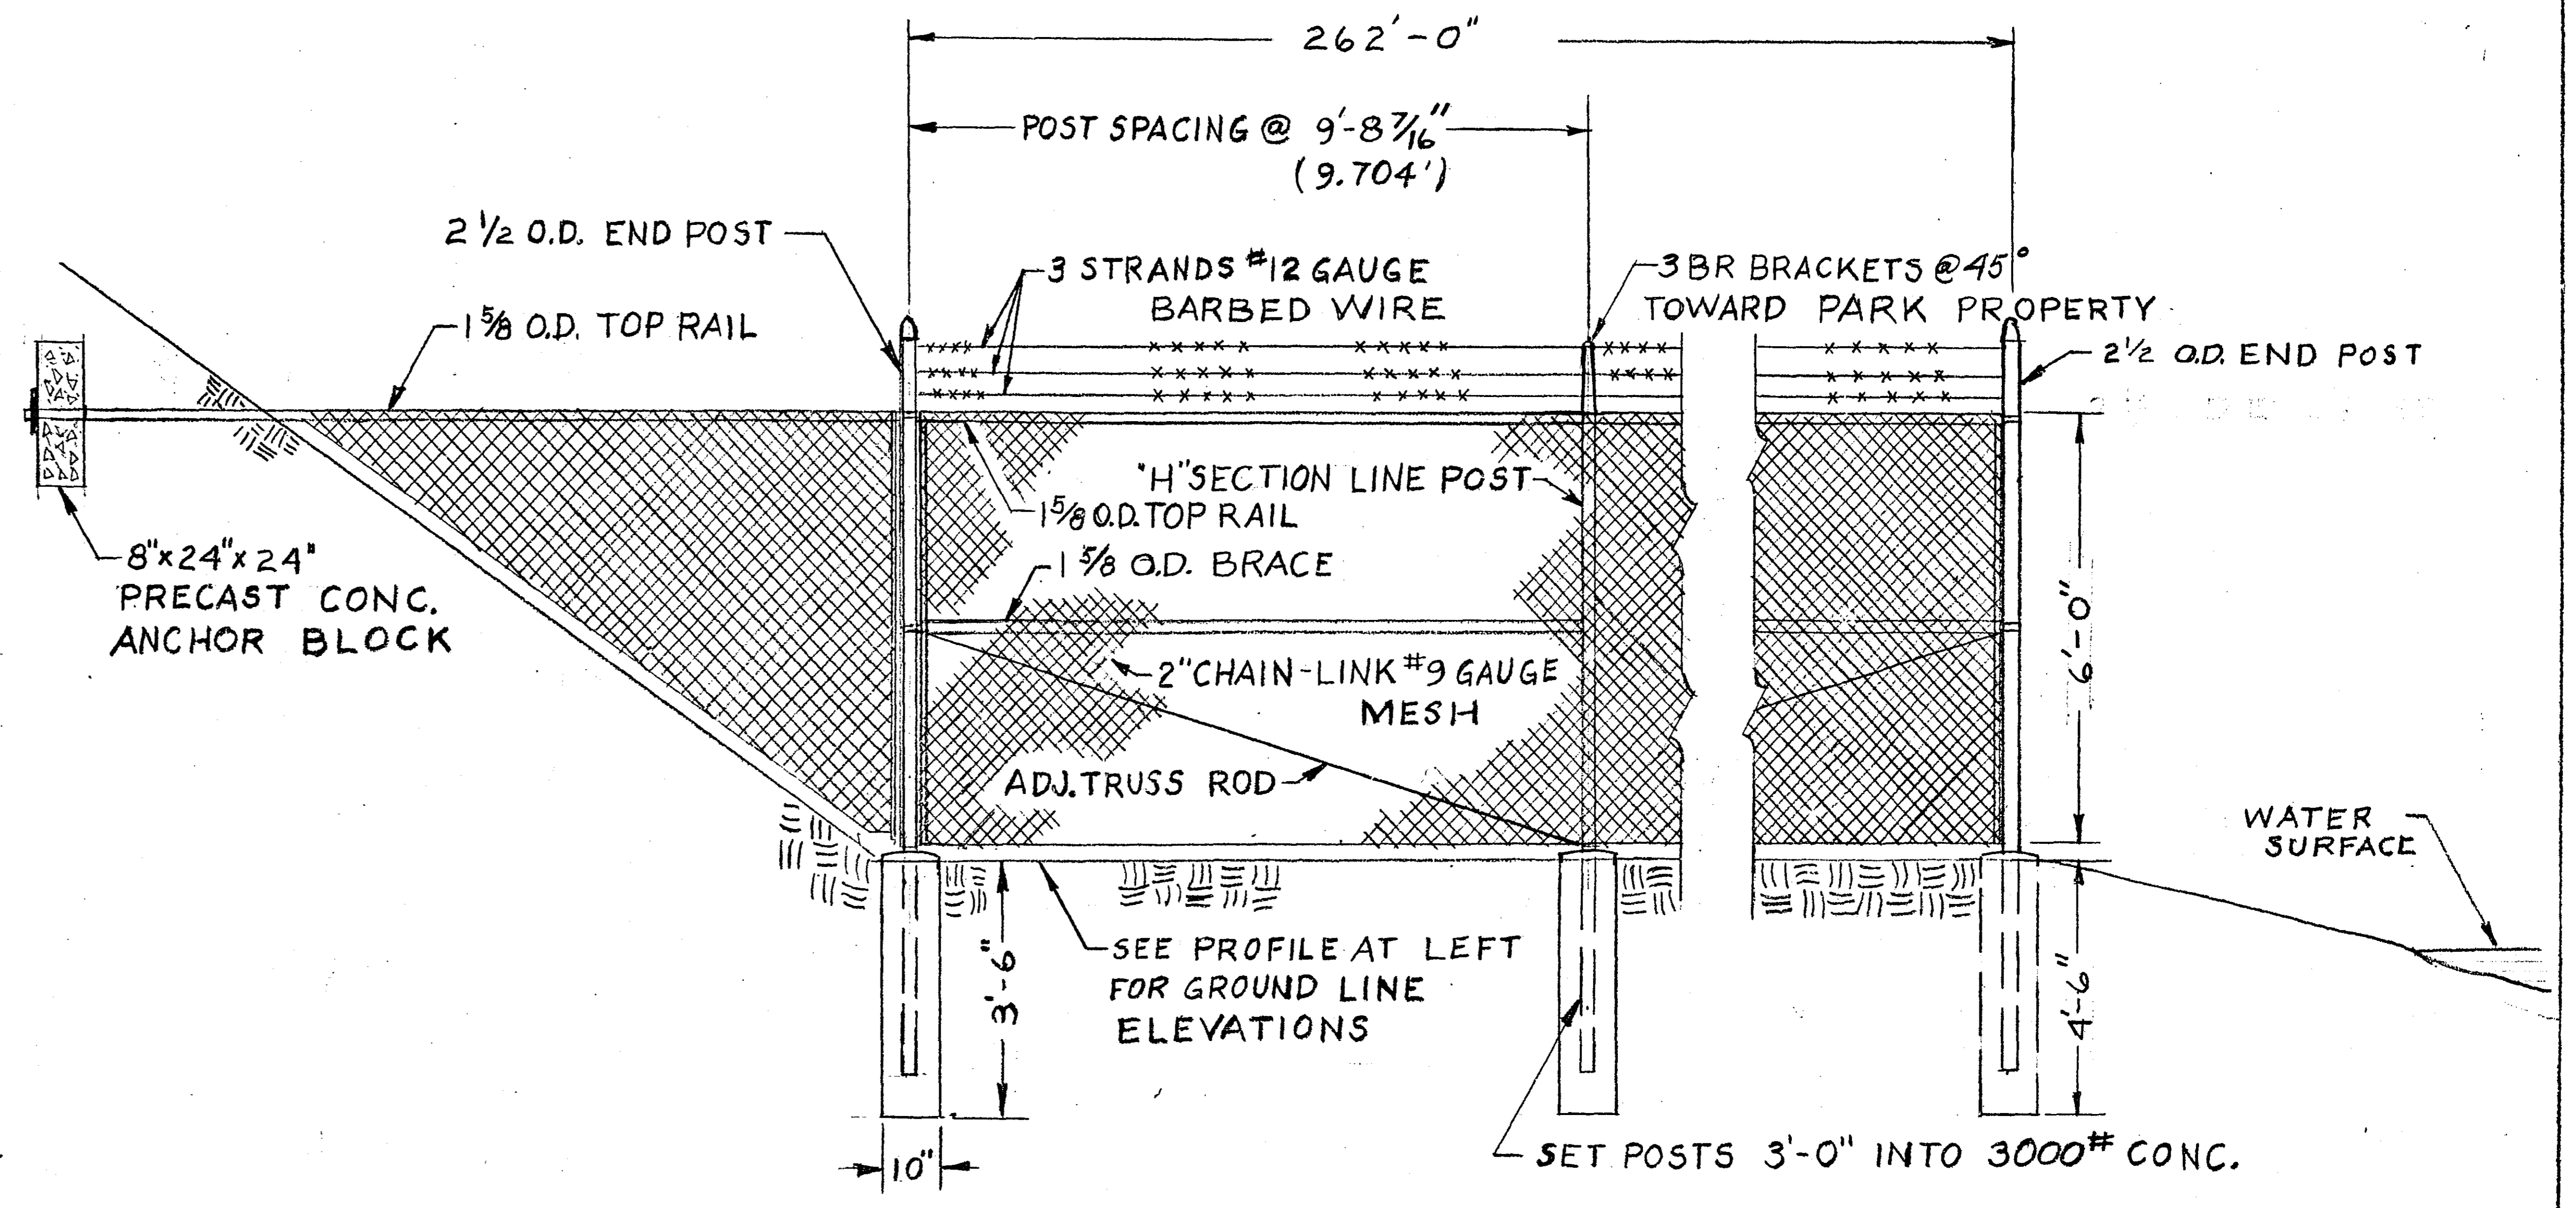 262'-0"
POST SPACING @ 9'-8 7/16"
(9.704')
2 1/2 O.D. END POST
3 STRANDS #12 GAUGE
BARBED WIRE
3 BR BRACKETS @ 45°
TOWARD PARK PROPERTY
1 5/8 O.D. TOP RAIL
2 1/2 O.D. END POST
"H" SECTION LINE POST
1 5/8 O.D. TOP RAIL
1 5/8 O.D. BRACE
8"x24"x24"
PRECAST CONC.
ANCHOR BLOCK
6'-0"
2" CHAIN-LINK #9 GAUGE
MESH
ADJ. TRUSS ROD
WATER
SURFACE
SEE PROFILE AT LEFT
FOR GROUND LINE
ELEVATIONS
3'-6"
4'-6"
10"
SET POSTS 3'-0" INTO 3000# CONC.